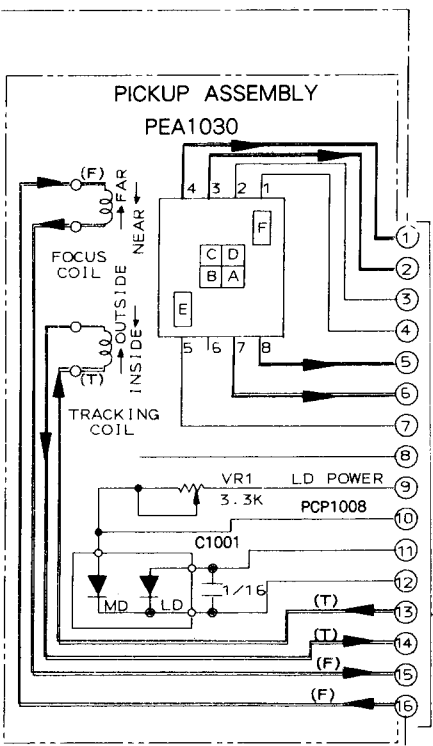 PICKUP ASSEMBLY
PEA1030
(F)
FAR
NEAR
FOCUS
COIL
4 3 2 1
F
C D
B A
E
5 6 7 8
OUTSIDE
INSIDE
(T)
TRACKING
COIL
1
2
3
4
5
6
7
8
VR1 LD POWER 9
3.3K
PCP1008
10
C1001
11
1/16
12
MD LD
(T) 13
(T) 14
(F) 15
(F) 16